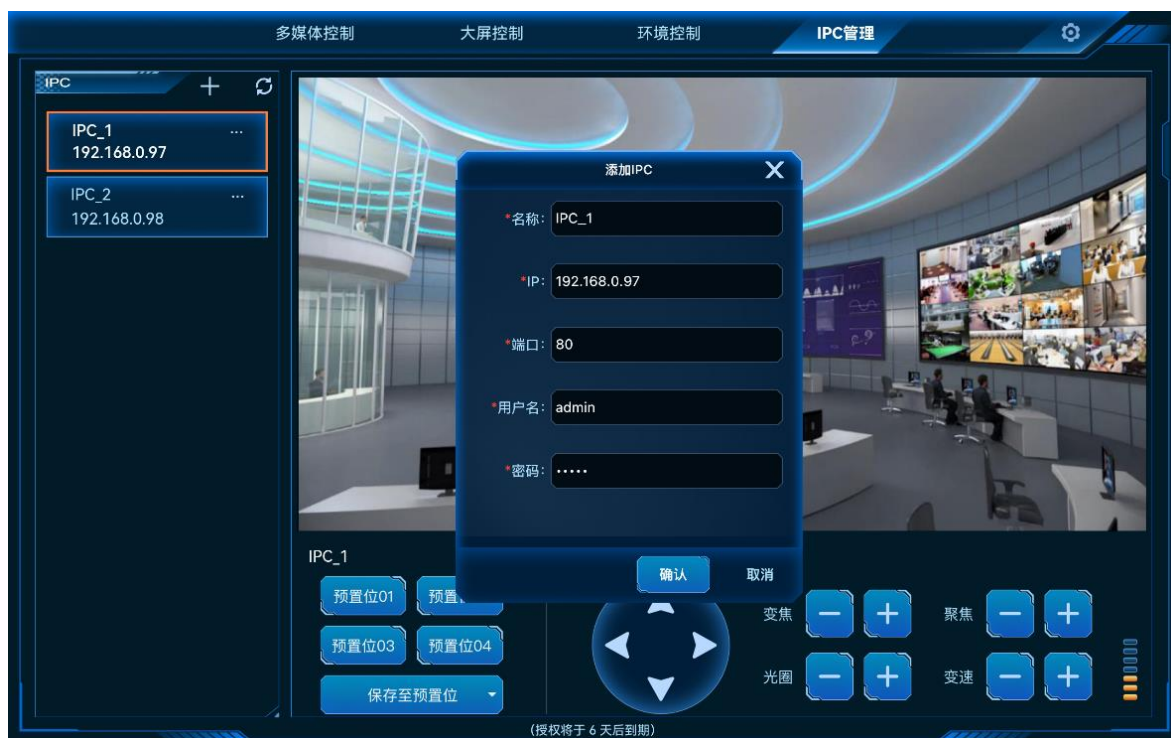 多媒体控制
大屏控制
环境控制
IPC管理
IPC
IPC_1
192.168.0.97
IPC_2
192.168.0.98
添加IPC
*名称: IPC_1
*IP: 192.168.0.97
*端口: 80
*用户名: admin
*密码: •••••
确认
取消
IPC_1
预置位01
预置
预置位03
预置位04
保存至预置位
变焦
聚焦
光圈
变速
(授权将于 6 天后到期)